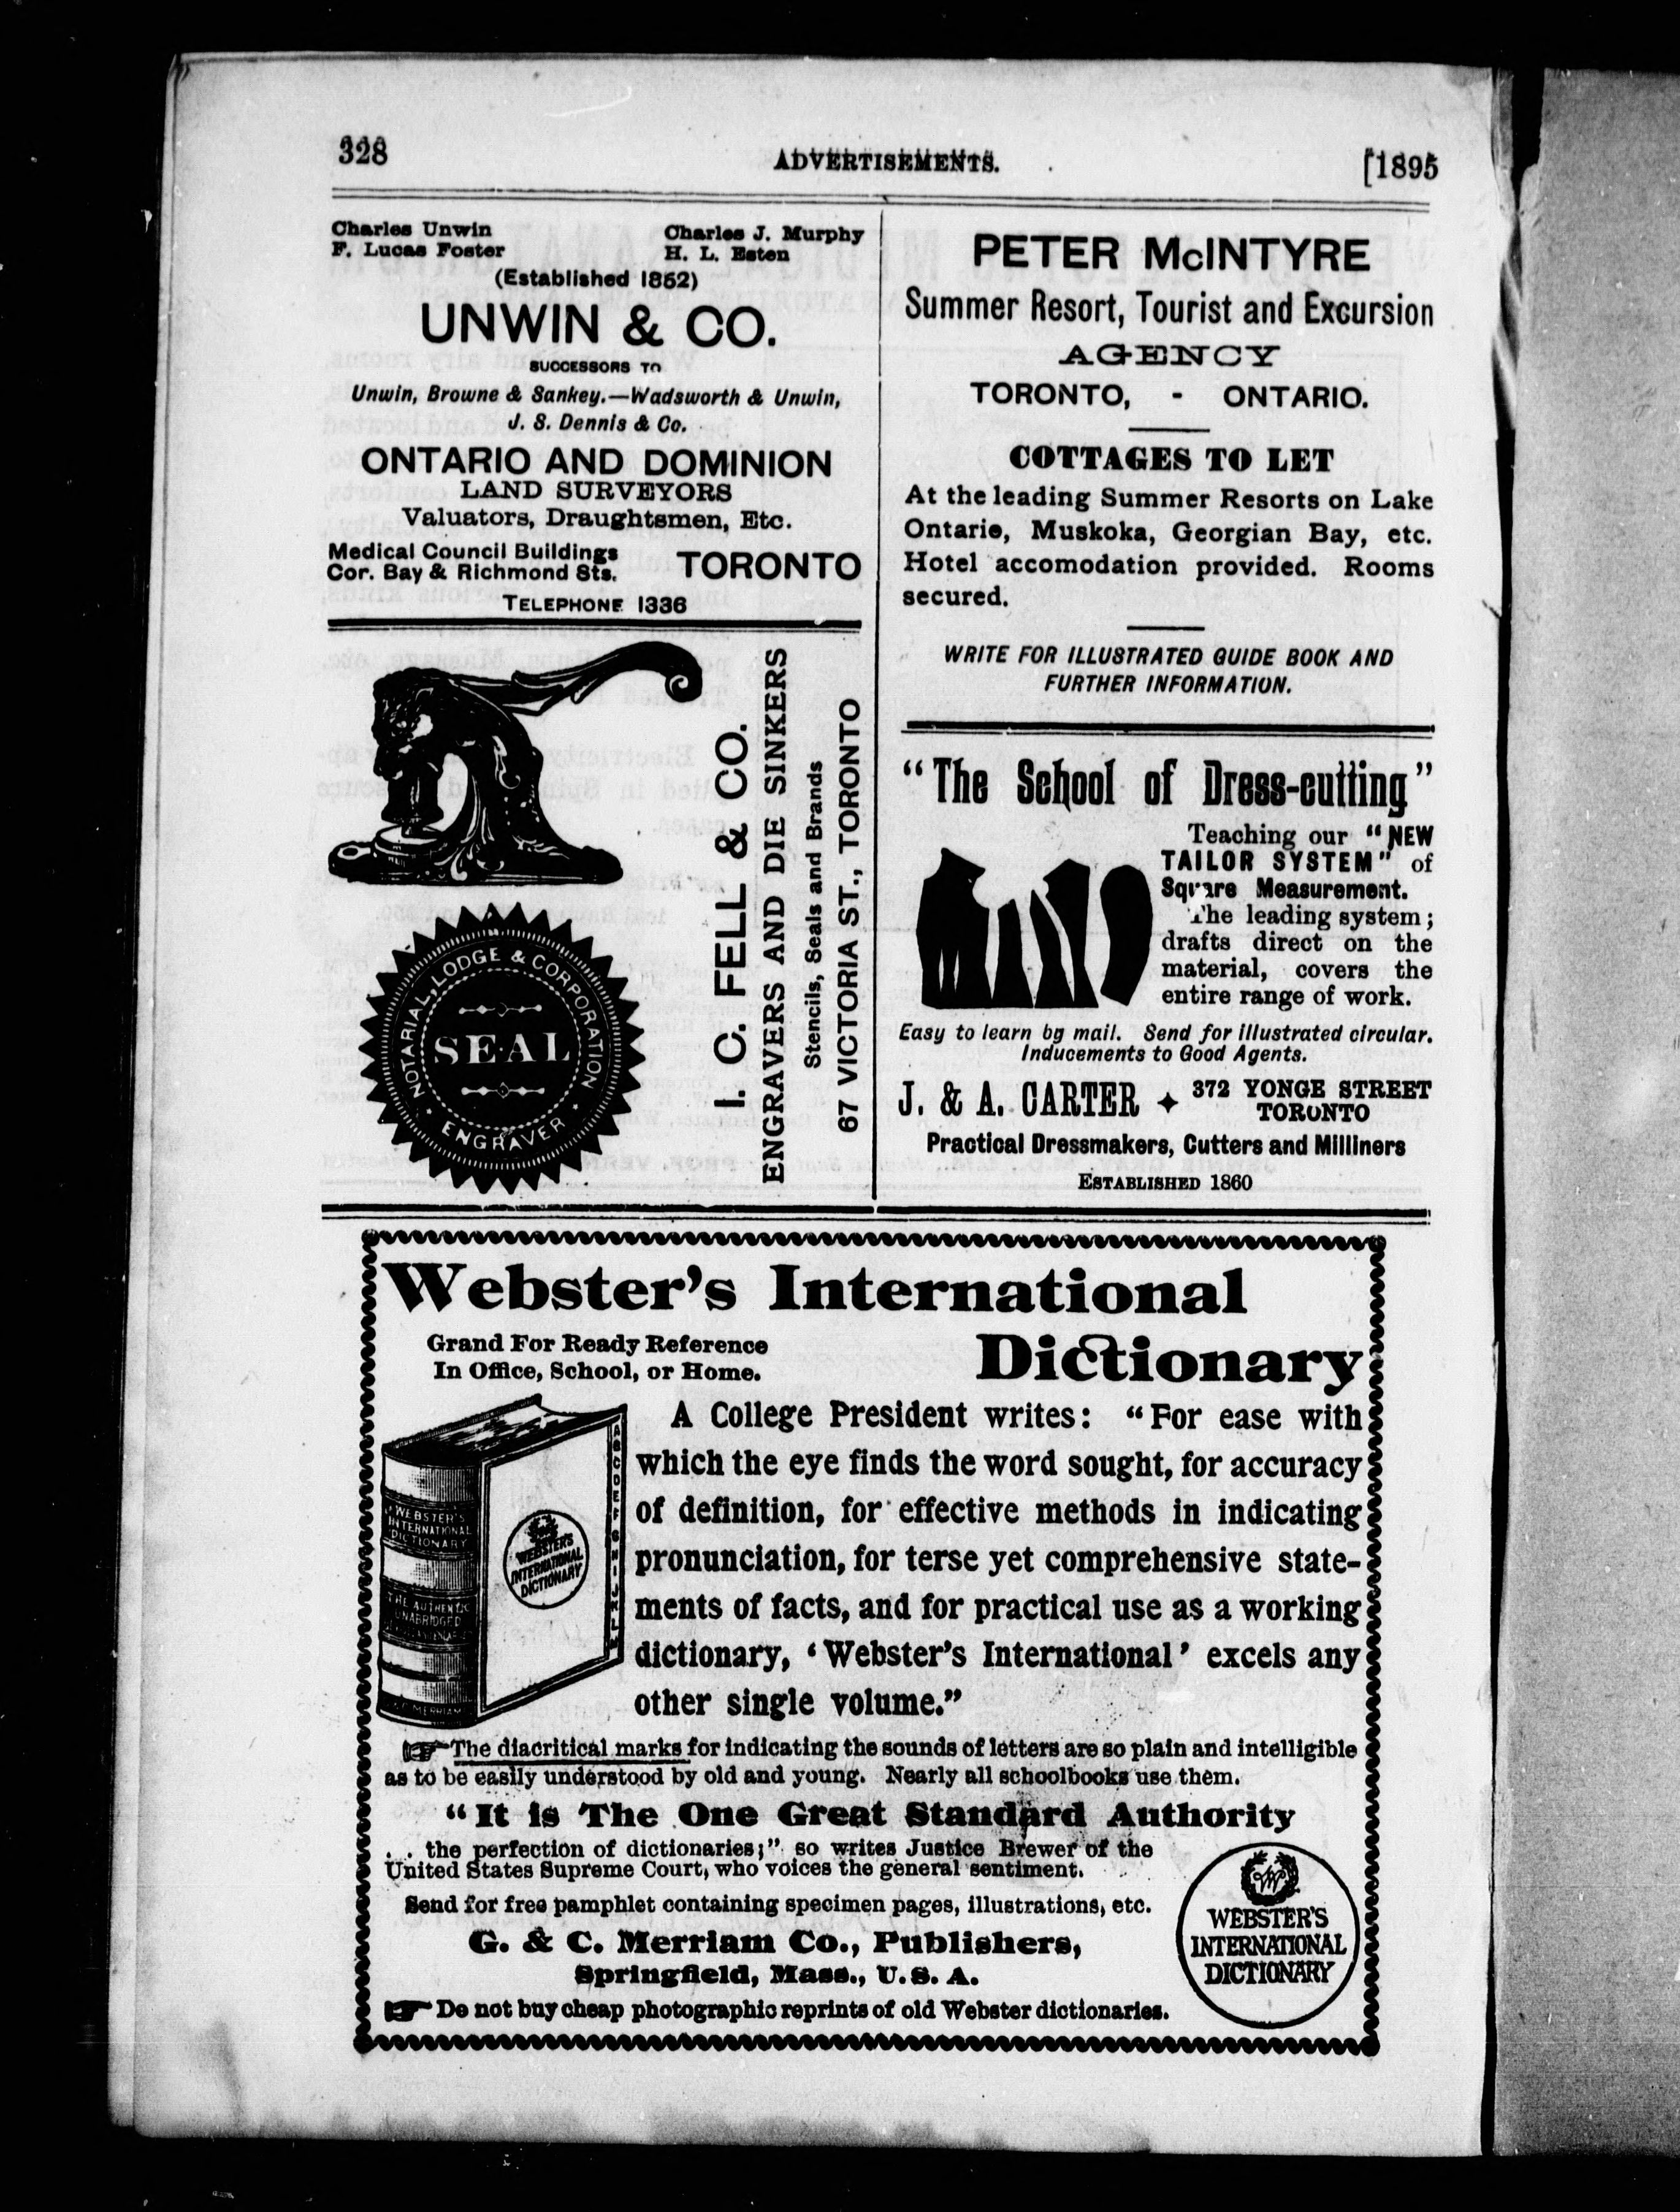 328
ADVERTISEMENTS.
[1895
Charles Unwin
F. Lucas Foster
Charles J. Murphy
H. L. Esten
(Established 1852)
UNWIN & CO.
SUCCESSORS TO
Unwin, Browne & Sankey.—Wadsworth & Unwin,
J. S. Dennis & Co.
ONTARIO AND DOMINION
LAND SURVEYORS
Valuators, Draughtsmen, Etc.
Medical Council Buildings
Cor. Bay & Richmond Sts.
TORONTO
TELEPHONE 1336
I. C. FELL & CO.
ENGRAVERS AND DIE SINKERS
Stencils, Seals and Brands
67 VICTORIA ST., TORONTO
NOTARIAL, LODGE & CORPORATION
SEAL
ENGRAVER
PETER McINTYRE
Summer Resort, Tourist and Excursion
AGENCY
TORONTO, - ONTARIO.
COTTAGES TO LET
At the leading Summer Resorts on Lake
Ontario, Muskoka, Georgian Bay, etc.
Hotel accomodation provided. Rooms
secured.
WRITE FOR ILLUSTRATED GUIDE BOOK AND
FURTHER INFORMATION.
"The School of Dress-cutting"
Teaching our "NEW
TAILOR SYSTEM" of
Square Measurement.
The leading system;
drafts direct on the
material, covers the
entire range of work.
Easy to learn by mail. Send for illustrated circular.
Inducements to Good Agents.
J. & A. CARTER ✦ 372 YONGE STREET
TORONTO
Practical Dressmakers, Cutters and Milliners
ESTABLISHED 1860
Webster's International
Dictionary
Grand For Ready Reference
In Office, School, or Home.
WEBSTER'S
INTERNATIONAL
DICTIONARY
THE AUTHENTIC
UNABRIDGED
MERRIAM
WEBSTER'S
INTERNATIONAL
DICTIONARY
A B C D E F G H I J K L M
A College President writes: "For ease with
which the eye finds the word sought, for accuracy
of definition, for effective methods in indicating
pronunciation, for terse yet comprehensive state-
ments of facts, and for practical use as a working
dictionary, 'Webster's International' excels any
other single volume."
☞The diacritical marks for indicating the sounds of letters are so plain and intelligible
as to be easily understood by old and young. Nearly all schoolbooks use them.
"It is The One Great Standard Authority
. . the perfection of dictionaries;" so writes Justice Brewer of the
United States Supreme Court, who voices the general sentiment.
Send for free pamphlet containing specimen pages, illustrations, etc.
G. & C. Merriam Co., Publishers,
Springfield, Mass., U.S.A.
☞Do not buy cheap photographic reprints of old Webster dictionaries.
WEBSTER'S
INTERNATIONAL
DICTIONARY